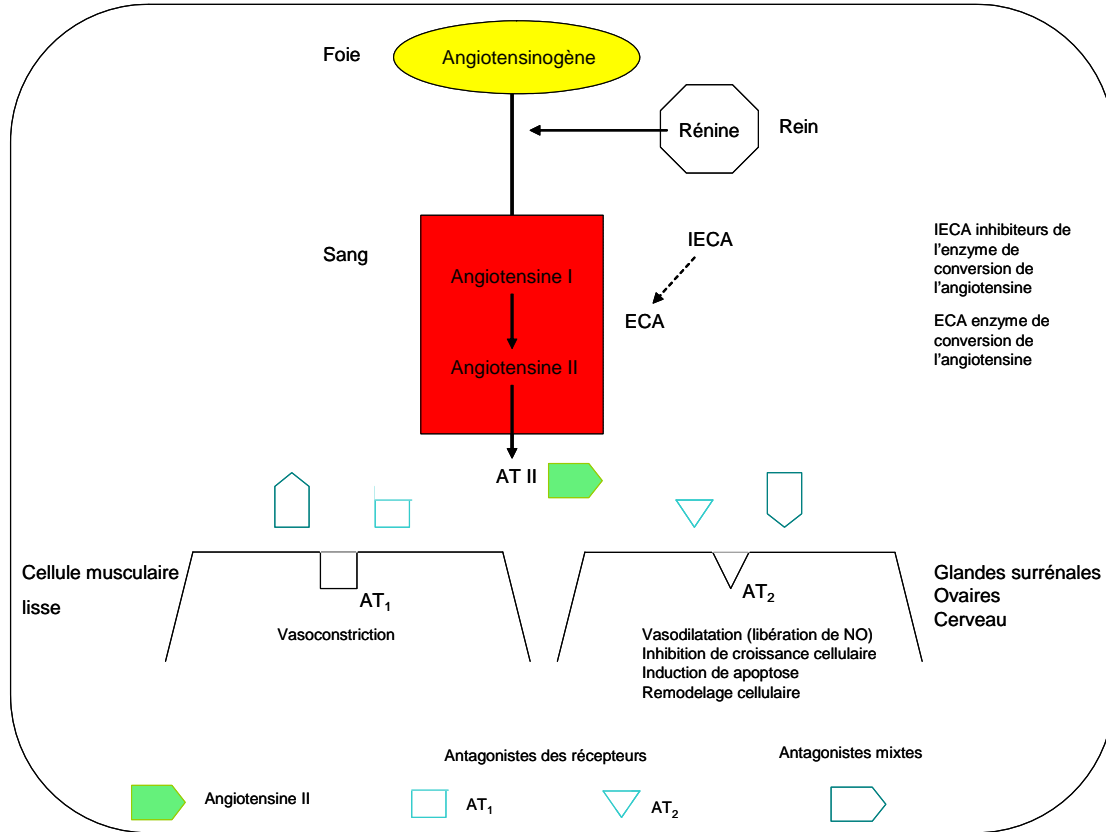 Foie
Angiotensinogène
Rénine
Rein
Sang
Angiotensine I
IECA
ECA
Angiotensine II
IECA inhibiteurs de
l'enzyme de
conversion de
l'angiotensine
ECA enzyme de
conversion de
l'angiotensine
AT II
Cellule musculaire
lisse
AT₁
Vasoconstriction
AT₂
Vasodilatation (libération de NO)
Inhibition de croissance cellulaire
Induction de apoptose
Remodelage cellulaire
Glandes surrénales
Ovaires
Cerveau
Antagonistes des récepteurs
Antagonistes mixtes
Angiotensine II
AT₁
AT₂